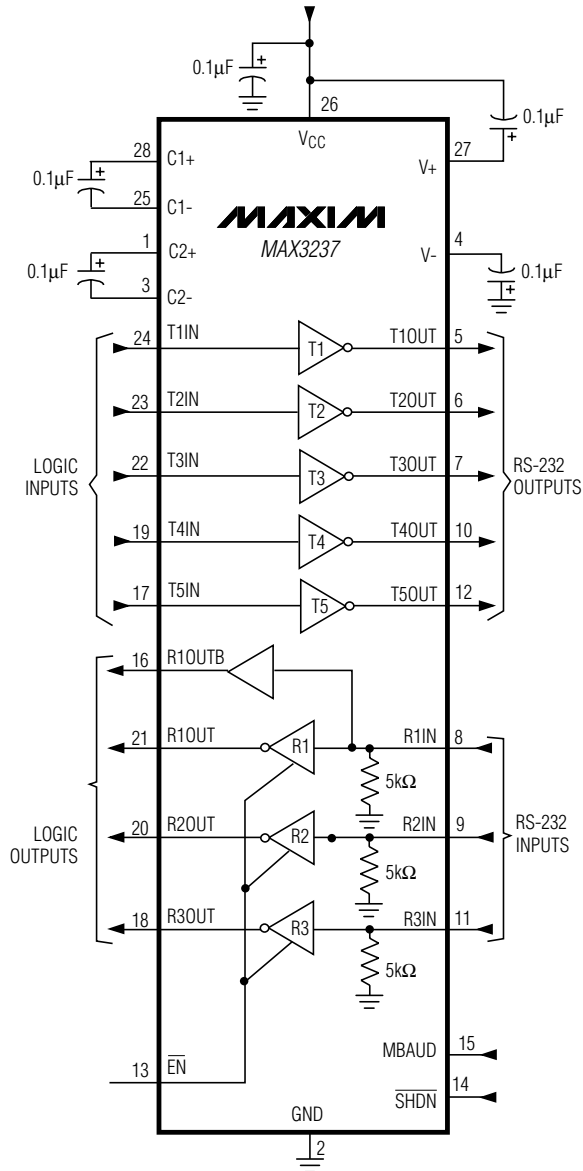 0.1µF
26
VCC
0.1µF
28
C1+
V+
27
0.1µF
25
C1-
MAXIM
MAX3237
1
C2+
V-
4
0.1µF
3
C2-
0.1µF
24
T1IN
T1
T1OUT
5
23
T2IN
T2
T2OUT
6
LOGIC
INPUTS
22
T3IN
T3
T3OUT
7
RS-232
OUTPUTS
19
T4IN
T4
T4OUT
10
17
T5IN
T5
T5OUT
12
16
R1OUTB
21
R1OUT
R1
R1IN
8
5kΩ
LOGIC
OUTPUTS
20
R2OUT
R2
R2IN
9
RS-232
INPUTS
5kΩ
18
R3OUT
R3
R3IN
11
5kΩ
MBAUD
15
13
EN
SHDN
14
GND
2